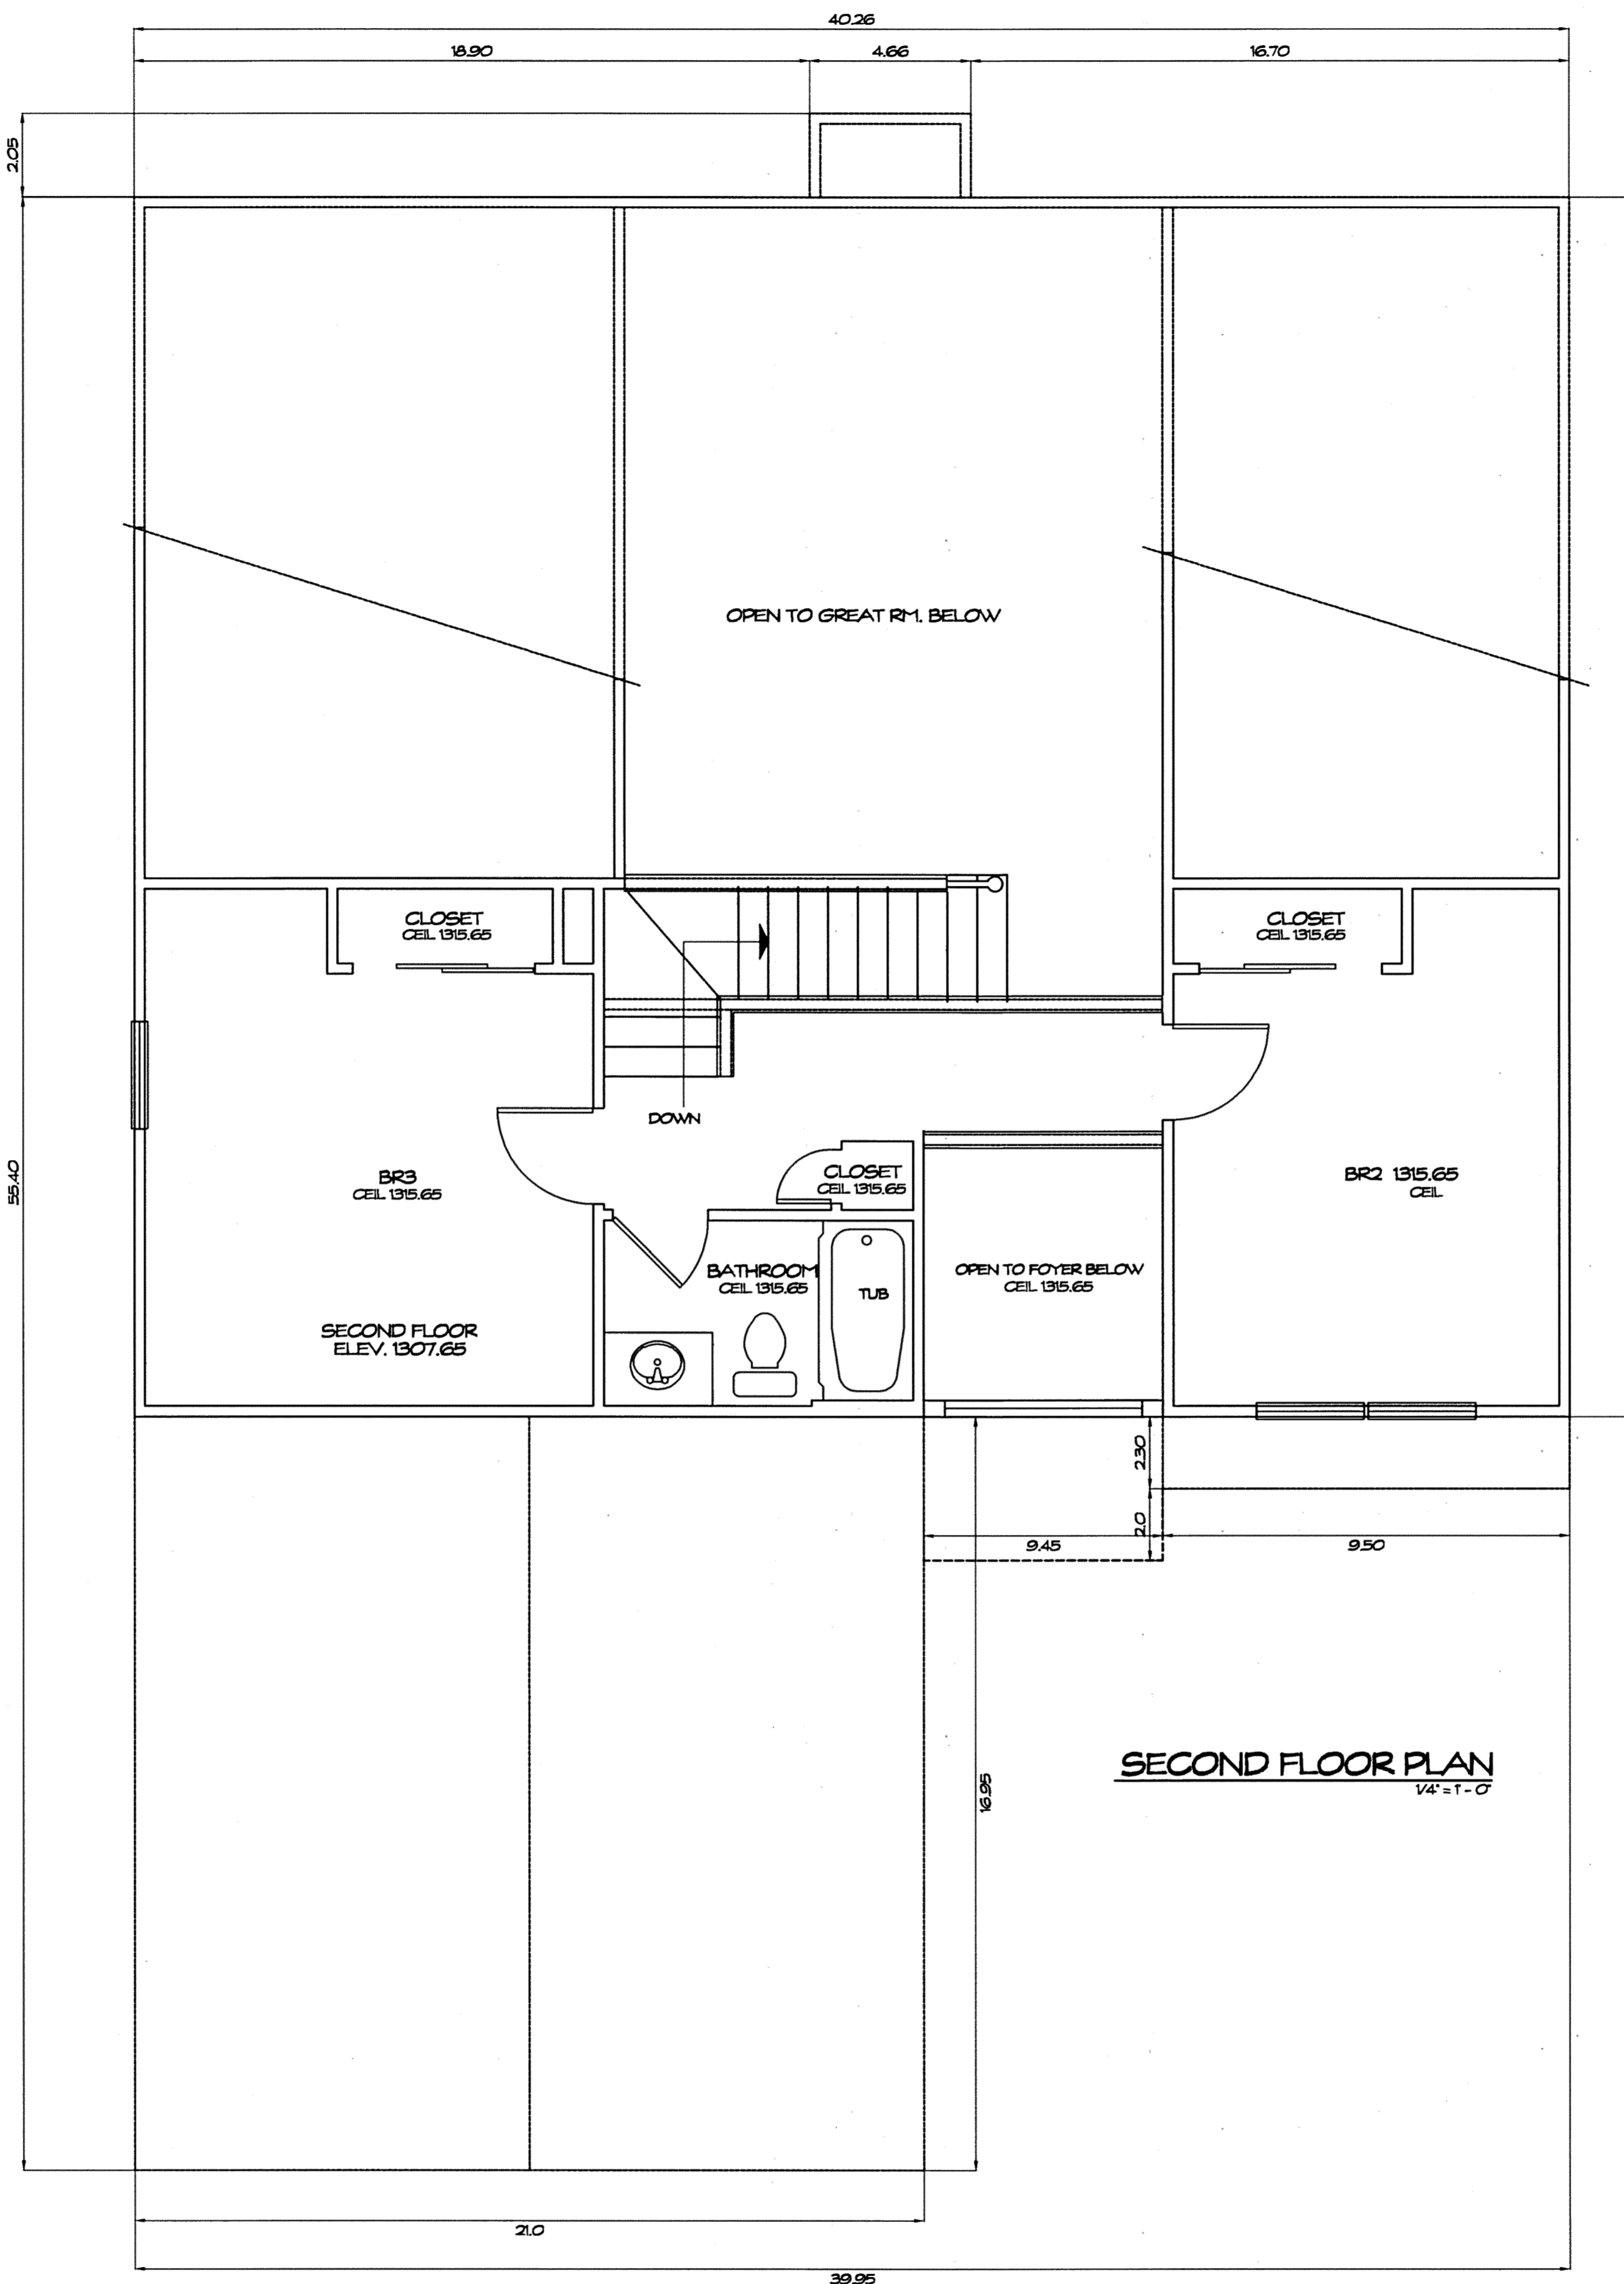 40.26
18.90
4.66
16.70
2.05
OPEN TO GREAT RM. BELOW
CLOSET
CEIL 1315.65
CLOSET
CEIL 1315.65
DOWN
BR3
CEIL 1315.65
CLOSET
CEIL 1315.65
BR2 1315.65
CEIL
55.40
BATHROOM
CEIL 1315.65
TUB
OPEN TO FOYER BELOW
CEIL 1315.65
SECOND FLOOR
ELEV. 1307.65
2.30
2.0
9.45
9.50
SECOND FLOOR PLAN
1/4" = 1' - 0"
16.95
21.0
39.95